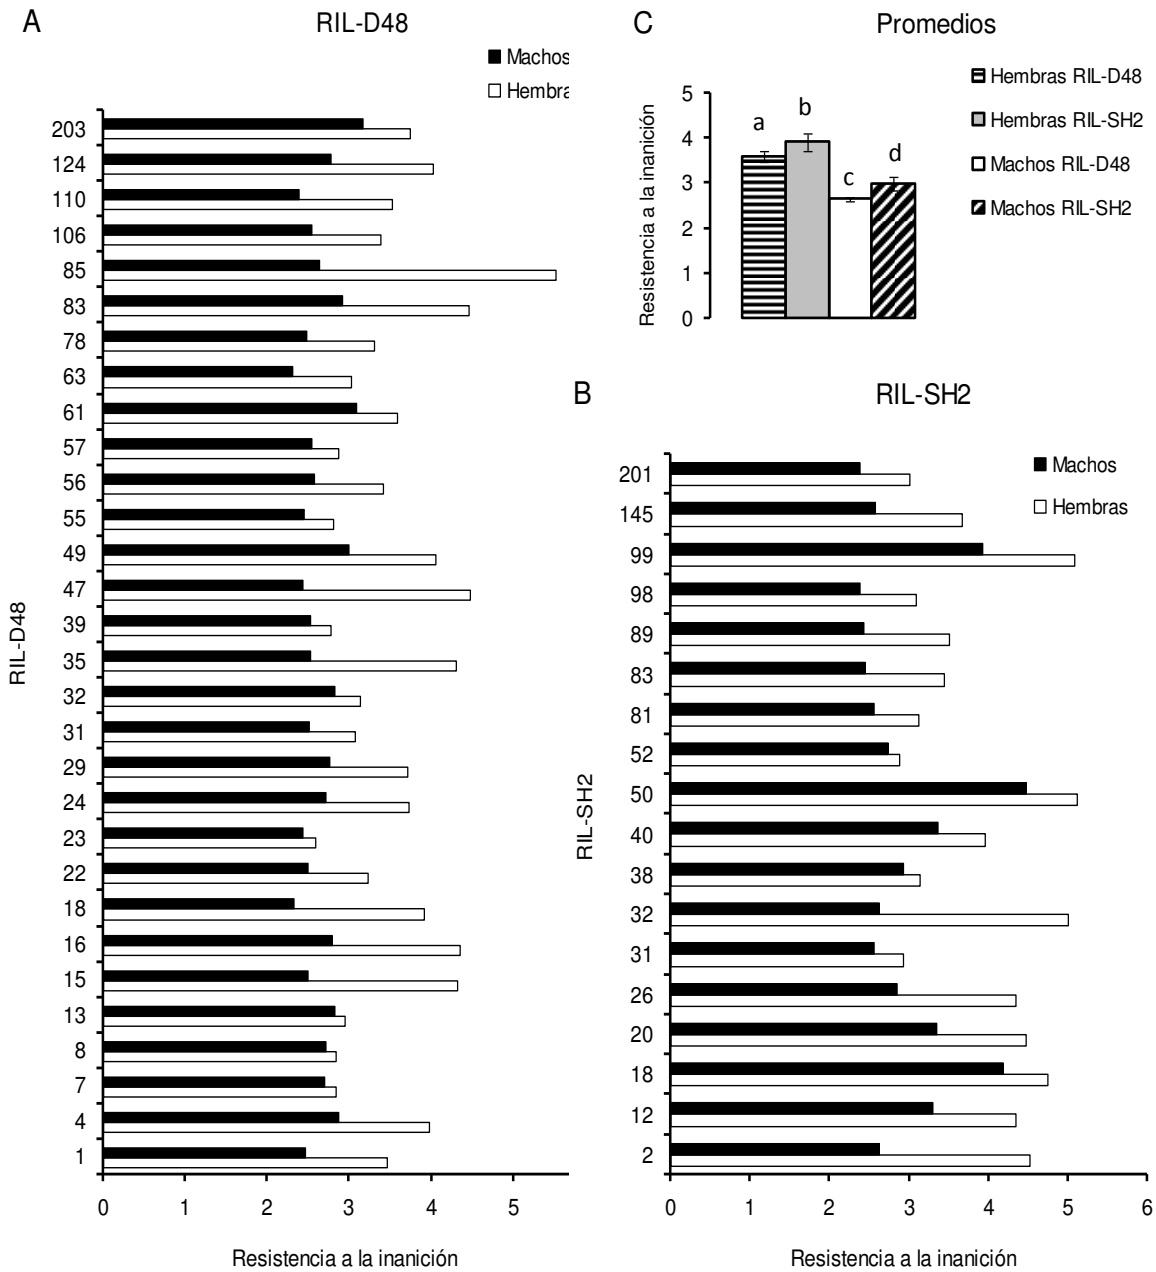 A
RIL-D48
Machos
Hembra
203
124
110
106
85
83
78
63
61
57
56
55
49
47
39
35
32
31
29
24
23
22
18
16
15
13
8
7
4
1
RIL-D48
0 1 2 3 4 5
Resistencia a la inanición
C
Promedios
Hembras RIL-D48
Hembras RIL-SH2
Machos RIL-D48
Machos RIL-SH2
Resistencia a la inanición
5
4
3
2
1
0
a
b
c
d
B
RIL-SH2
Machos
Hembras
201
145
99
98
89
83
81
52
50
40
38
32
31
26
20
18
12
2
RIL-SH2
0 1 2 3 4 5 6
Resistencia a la inanición